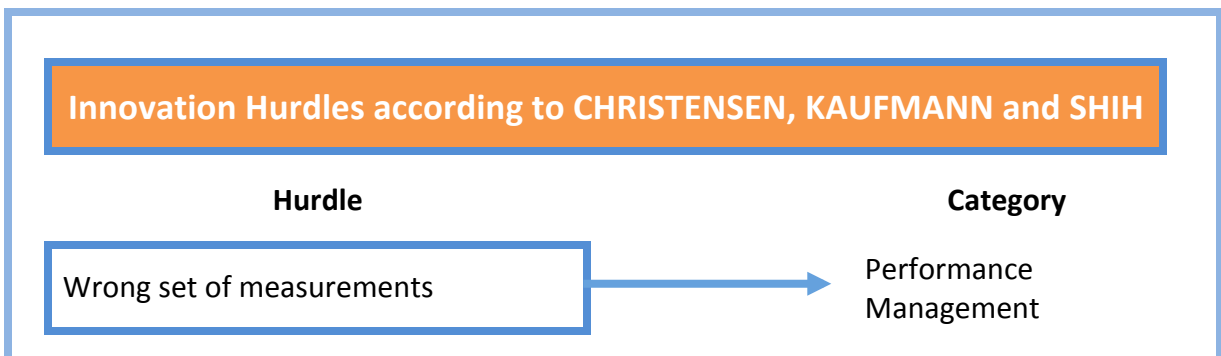 Innovation Hurdles according to CHRISTENSEN, KAUFMANN and SHIH
Hurdle
Category
Wrong set of measurements
Performance
Management